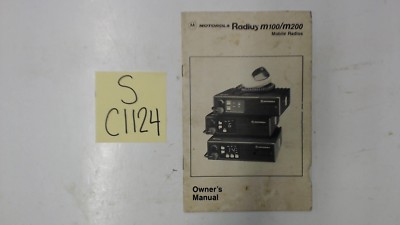 S
C1124
MOTOROLA Radius m100/m200
Mobile Radios
Owner's
Manual